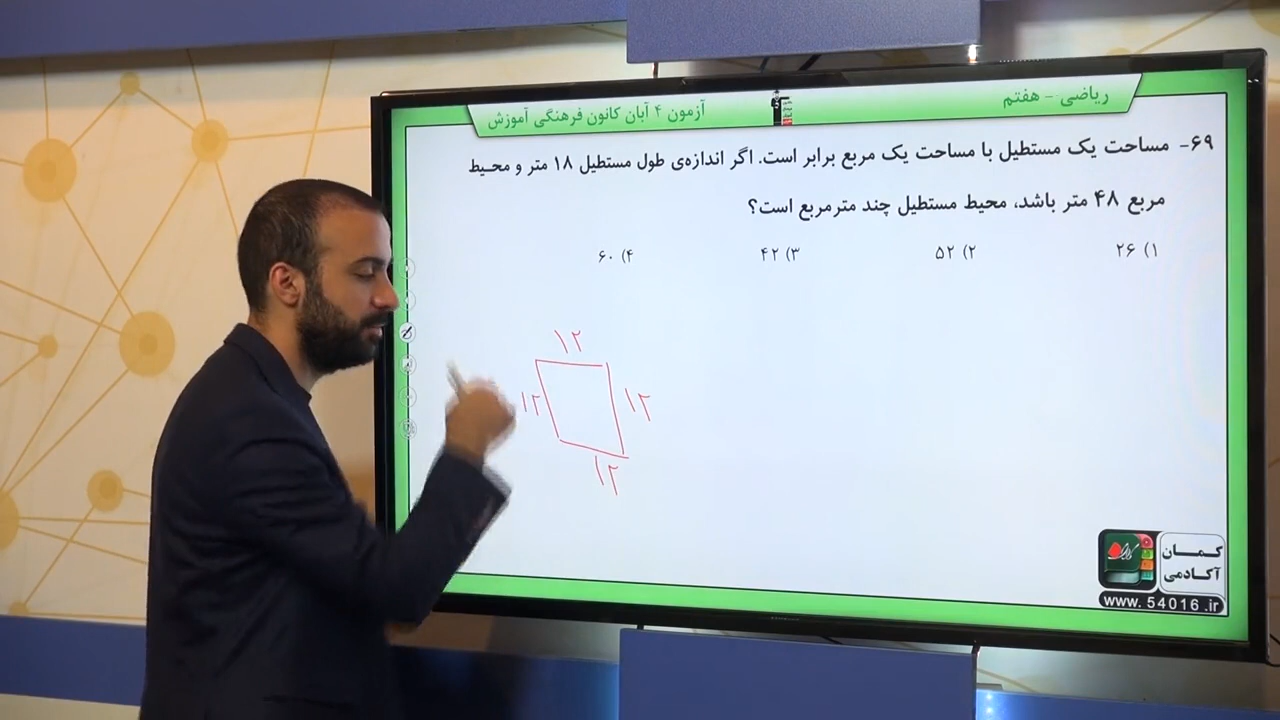 ریاضی - هفتم
آزمون ۴ آبان کانون فرهنگی آموزش
۶۹- مساحت یک مستطیل با مساحت یک مربع برابر است. اگر اندازه‌ی طول مستطیل ۱۸ متر و محیط
مربع ۴۸ متر باشد، محیط مستطیل چند مترمربع است؟
۱) ۲۶
۲) ۵۲
۳) ۴۲
۴) ۶۰
۱۲
۱۲
۱۲
۱۲
کمان
آکادمی
www. 54016 .ir